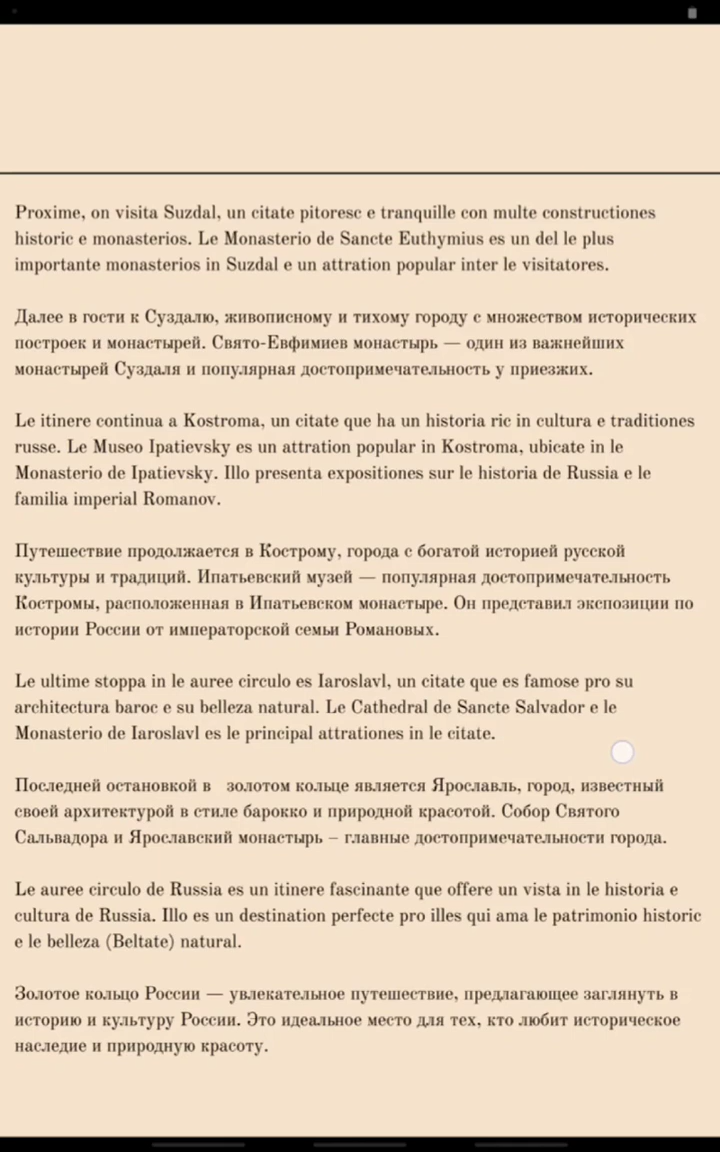 Proxime, on visita Suzdal, un citate pitoresc e tranquille con multe constructiones
historic e monasterios. Le Monasterio de Sancte Euthymius es un del le plus
importante monasterios in Suzdal e un attration popular inter le visitatores.
Далее в гости к Суздалю, живописному и тихому городу с множеством исторических
построек и монастырей. Свято-Евфимиев монастырь — один из важнейших
монастырей Суздаля и популярная достопримечательность у приезжих.
Le itinere continua a Kostroma, un citate que ha un historia ric in cultura e traditiones
russe. Le Museo Ipatievsky es un attration popular in Kostroma, ubicate in le
Monasterio de Ipatievsky. Illo presenta expositiones sur le historia de Russia e le
familia imperial Romanov.
Путешествие продолжается в Кострому, города с богатой историей русской
культуры и традиций. Ипатьевский музей — популярная достопримечательность
Костромы, расположенная в Ипатьевском монастыре. Он представил экспозиции по
истории России от императорской семьи Романовых.
Le ultime stoppa in le auree circulo es Iaroslavl, un citate que es famose pro su
architectura baroc e su belleza natural. Le Cathedral de Sancte Salvador e le
Monasterio de Iaroslavl es le principal attrationes in le citate.
Последней остановкой в золотом кольце является Ярославль, город, известный
своей архитектурой в стиле барокко и природной красотой. Собор Святого
Сальвадора и Ярославский монастырь – главные достопримечательности города.
Le auree circulo de Russia es un itinere fascinante que offere un vista in le historia e
cultura de Russia. Illo es un destination perfecte pro illes qui ama le patrimonio historic
e le belleza (Beltate) natural.
Золотое кольцо России — увлекательное путешествие, предлагающее заглянуть в
историю и культуру России. Это идеальное место для тех, кто любит историческое
наследие и природную красоту.